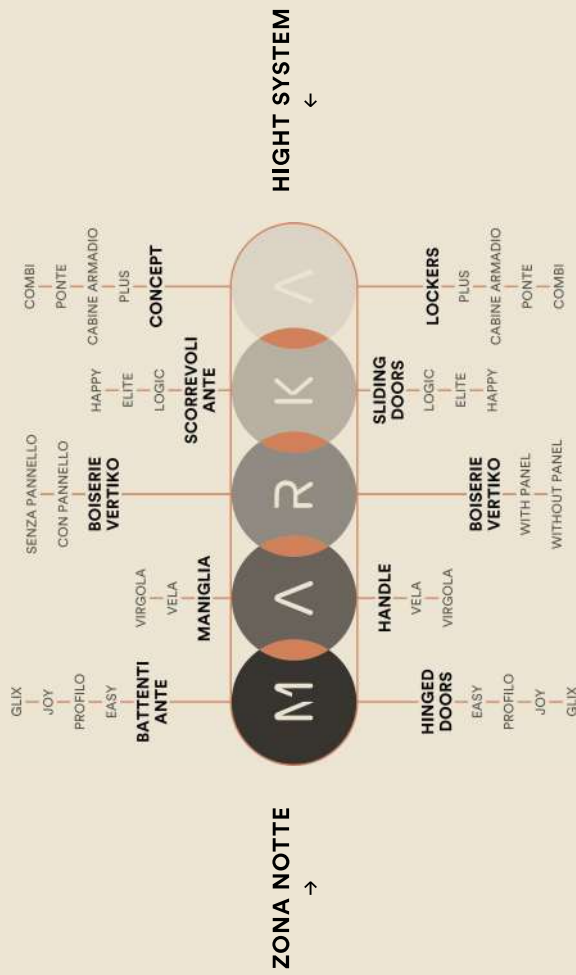 GLIX
JOY
PROFILO
EASY
BATTENTI
ANTE
VIRGOLA
VELA
MANIGLIA
SENZA PANNELLO
CON PANNELLO
BOISERIE
VERTIKO
HAPPY
ELITE
LOGIC
SCORREVOLI
ANTE
COMBI
PONTE
CABINE ARMADIO
PLUS
CONCEPT
ZONA NOTTE
→
MARKA
HIGHT SYSTEM
←
HINGED
DOORS
EASY
PROFILO
JOY
GLIX
HANDLE
VELA
VIRGOLA
BOISERIE
VERTIKO
WITH PANEL
WITHOUT PANEL
SLIDING
DOORS
LOGIC
ELITE
HAPPY
LOCKERS
PLUS
CABINE ARMADIO
PONTE
COMBI